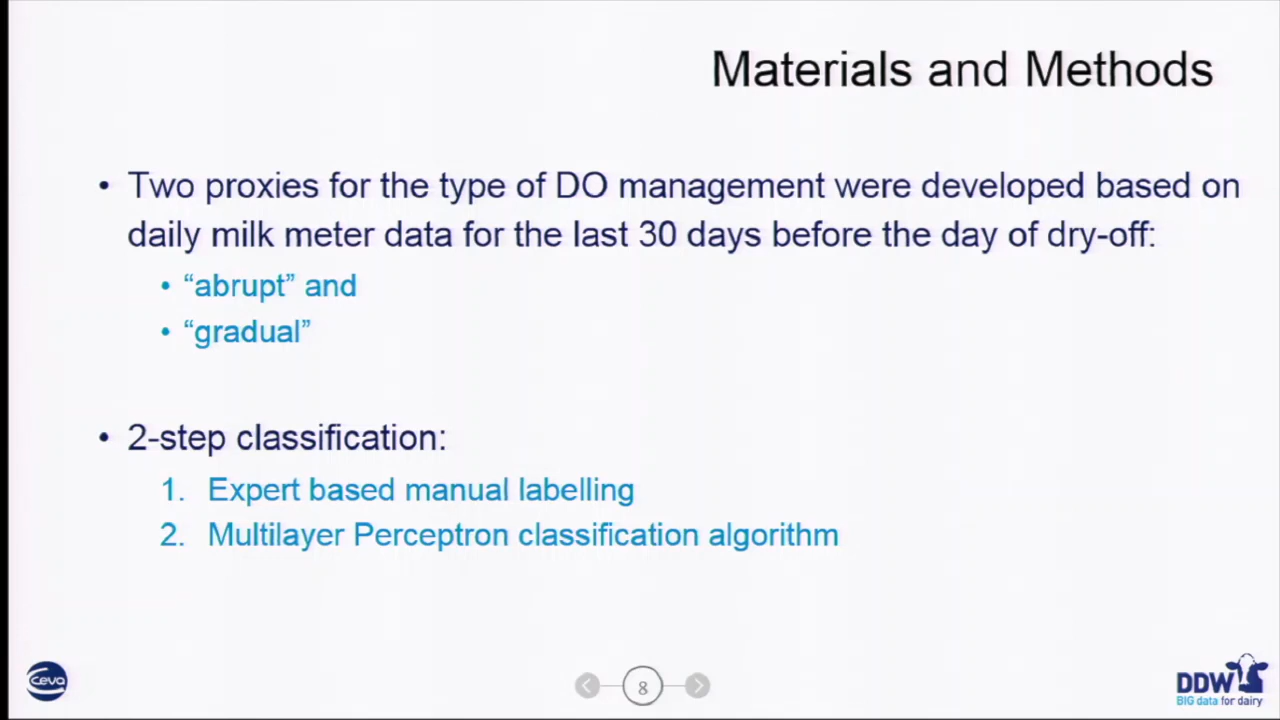 Materials and Methods
• Two proxies for the type of DO management were developed based on
daily milk meter data for the last 30 days before the day of dry-off:
• “abrupt” and
• “gradual”
• 2-step classification:
1. Expert based manual labelling
2. Multilayer Perceptron classification algorithm
ceva
8
DDW
BIG data for dairy